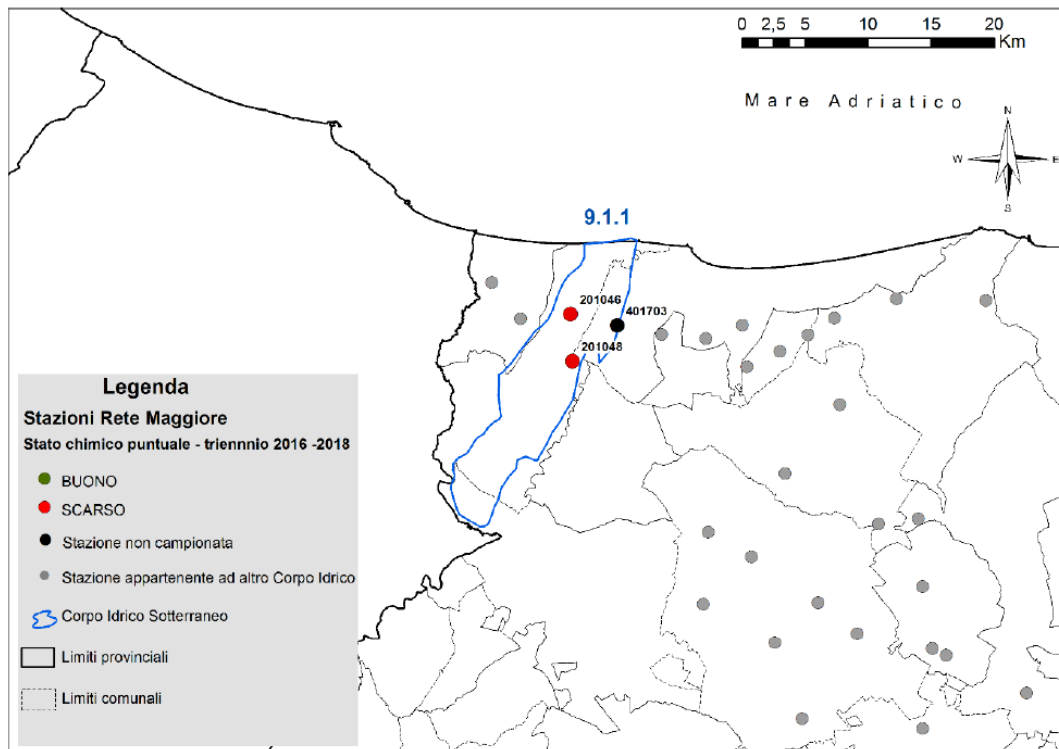 0 2,5 5 10 15 20
Km
Mare Adriatico
N
W E
S
9.1.1
201046
401703
201048
Legenda
Stazioni Rete Maggiore
Stato chimico puntuale - triennnio 2016 -2018
BUONO
SCARSO
Stazione non campionata
Stazione appartenente ad altro Corpo Idrico
Corpo Idrico Sotterraneo
Limiti provinciali
Limiti comunali